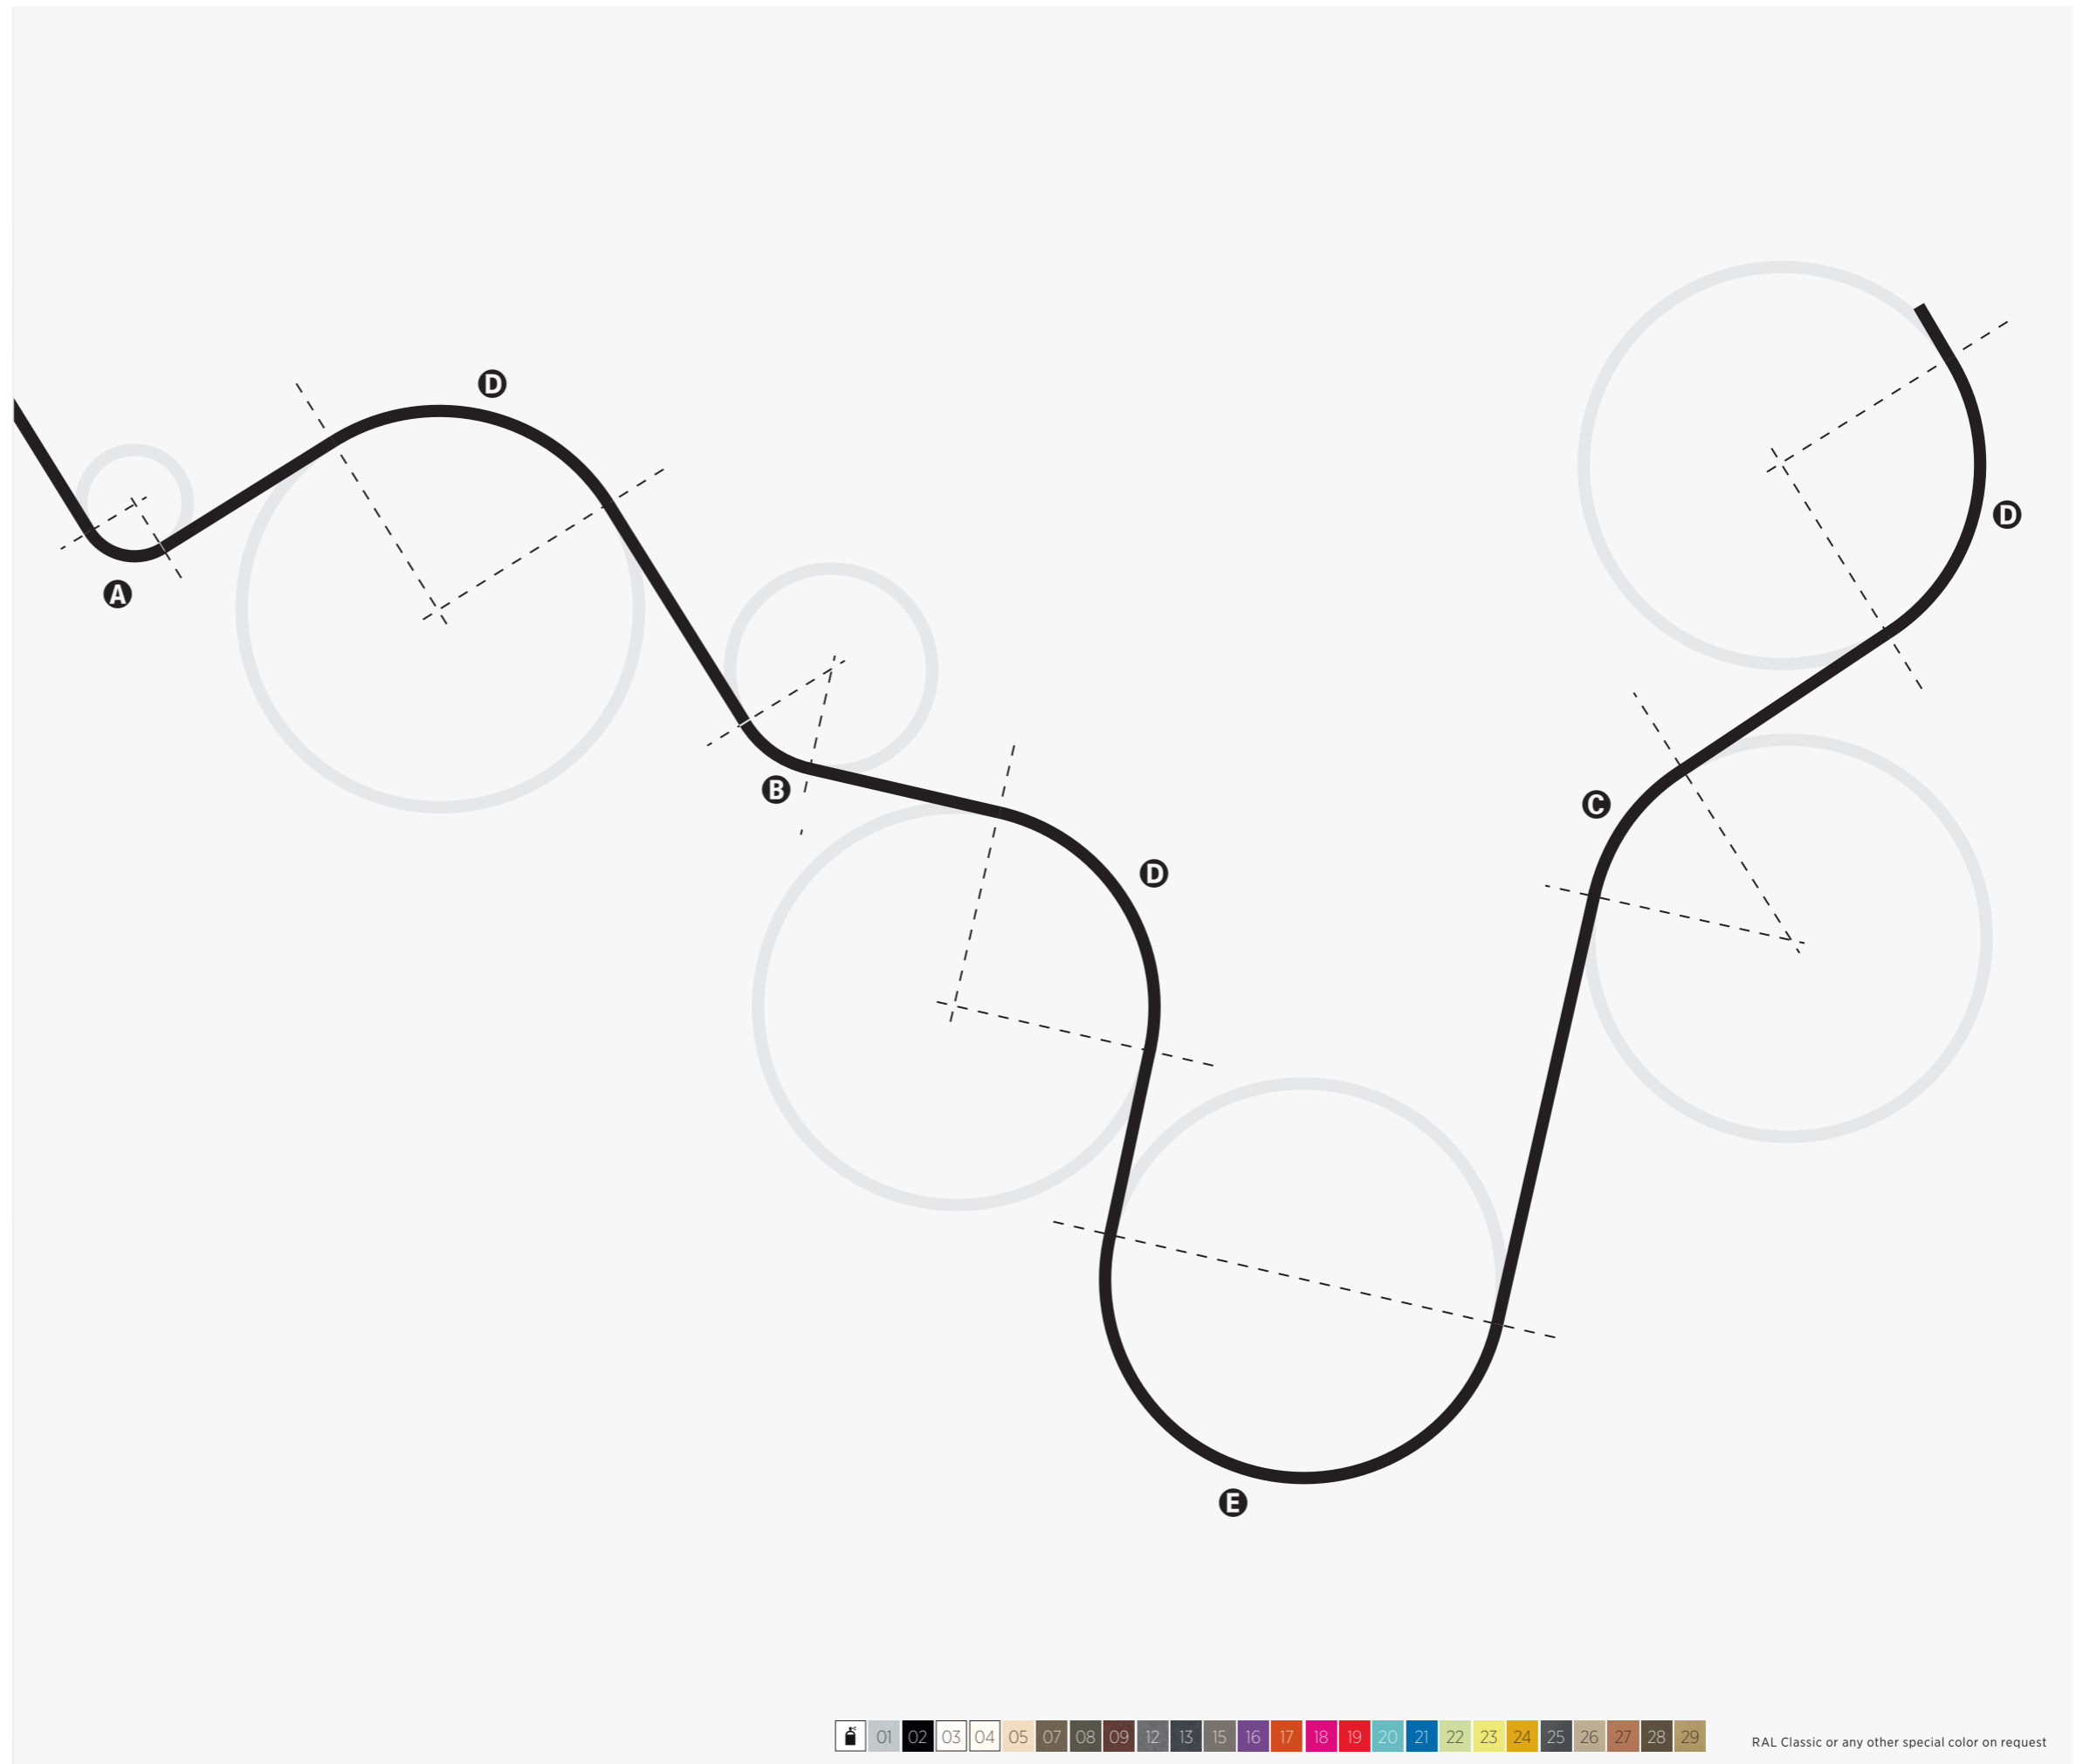 D
D
A
B
C
D
E
01 02 03 04 05 07 08 09 12 13 15 16 17 18 19 20 21 22 23 24 25 26 27 28 29
RAL Classic or any other special color on request